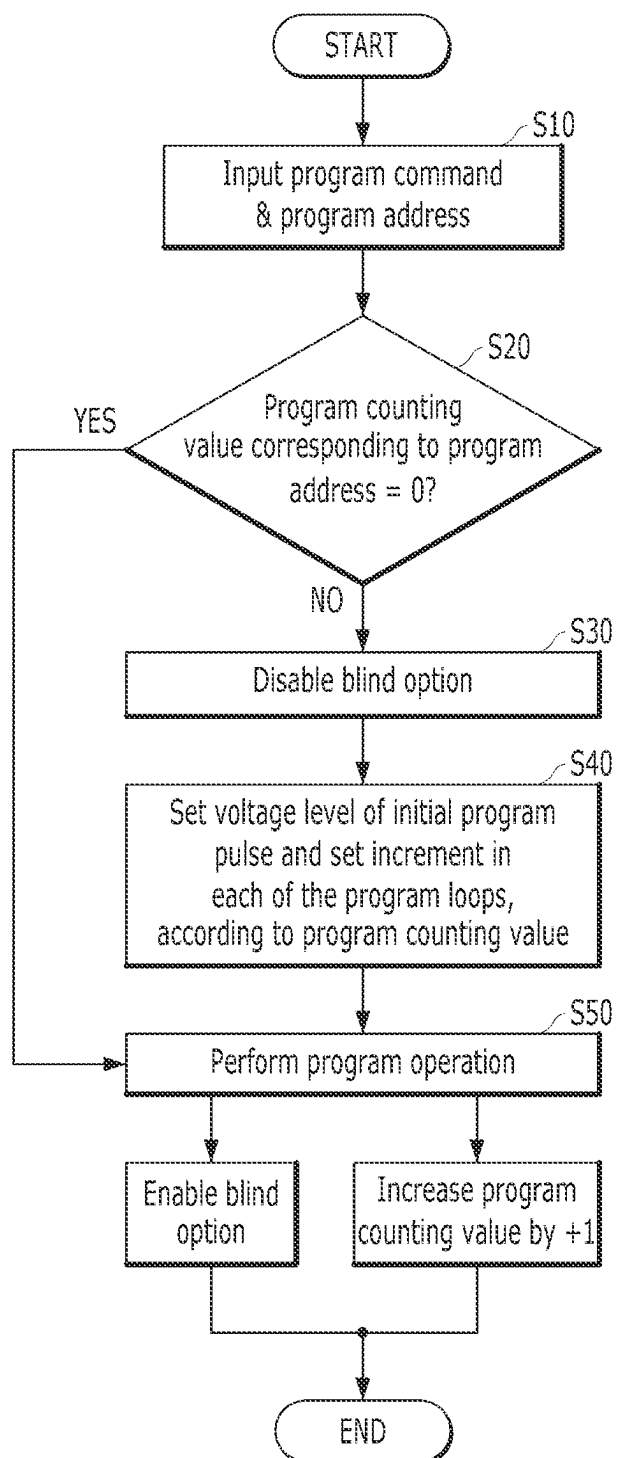 START
S10
Input program command
& program address
S20
YES
Program counting
value corresponding to program
address = 0?
NO
S30
Disable blind option
S40
Set voltage level of initial program
pulse and set increment in
each of the program loops,
according to program counting value
S50
Perform program operation
Enable blind
option
Increase program
counting value by +1
END